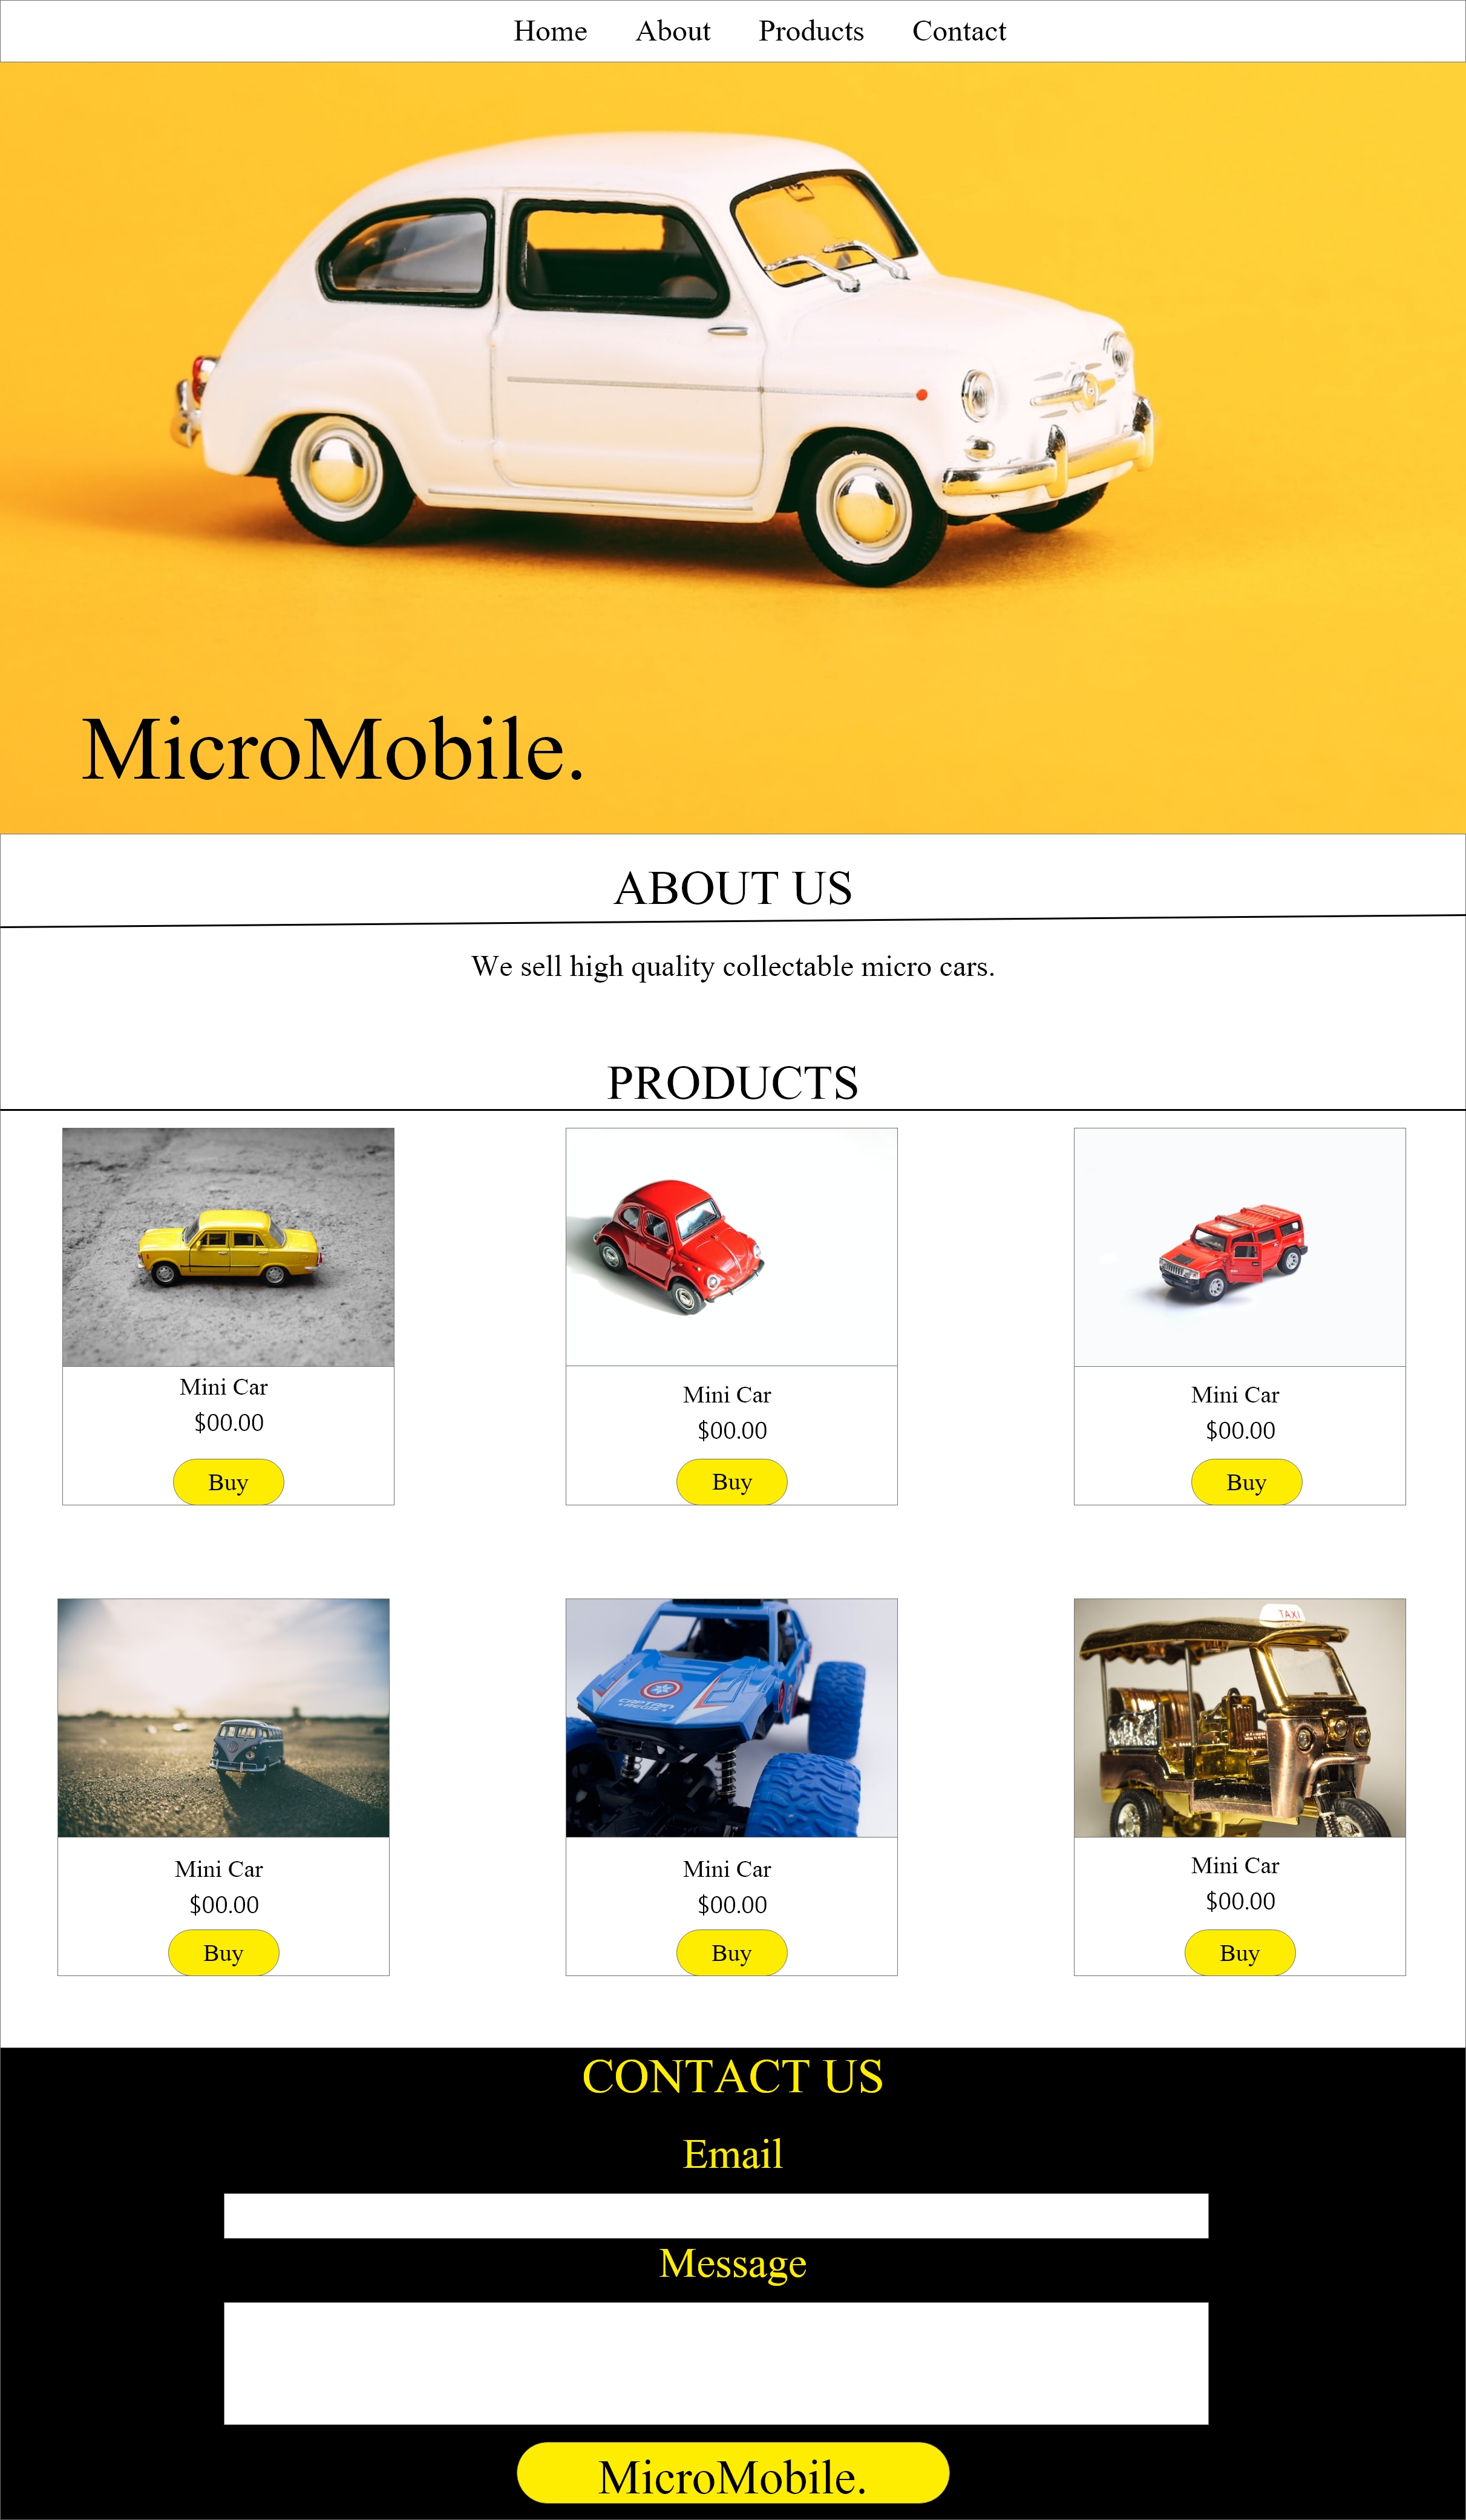 Home About Products Contact
MicroMobile.
ABOUT US
We sell high quality collectable micro cars.
PRODUCTS
Mini Car
$00.00
Buy
Mini Car
$00.00
Buy
Mini Car
$00.00
Buy
TAXI
Mini Car
$00.00
Buy
Mini Car
$00.00
Buy
Mini Car
$00.00
Buy
CONTACT US
Email
Message
MicroMobile.